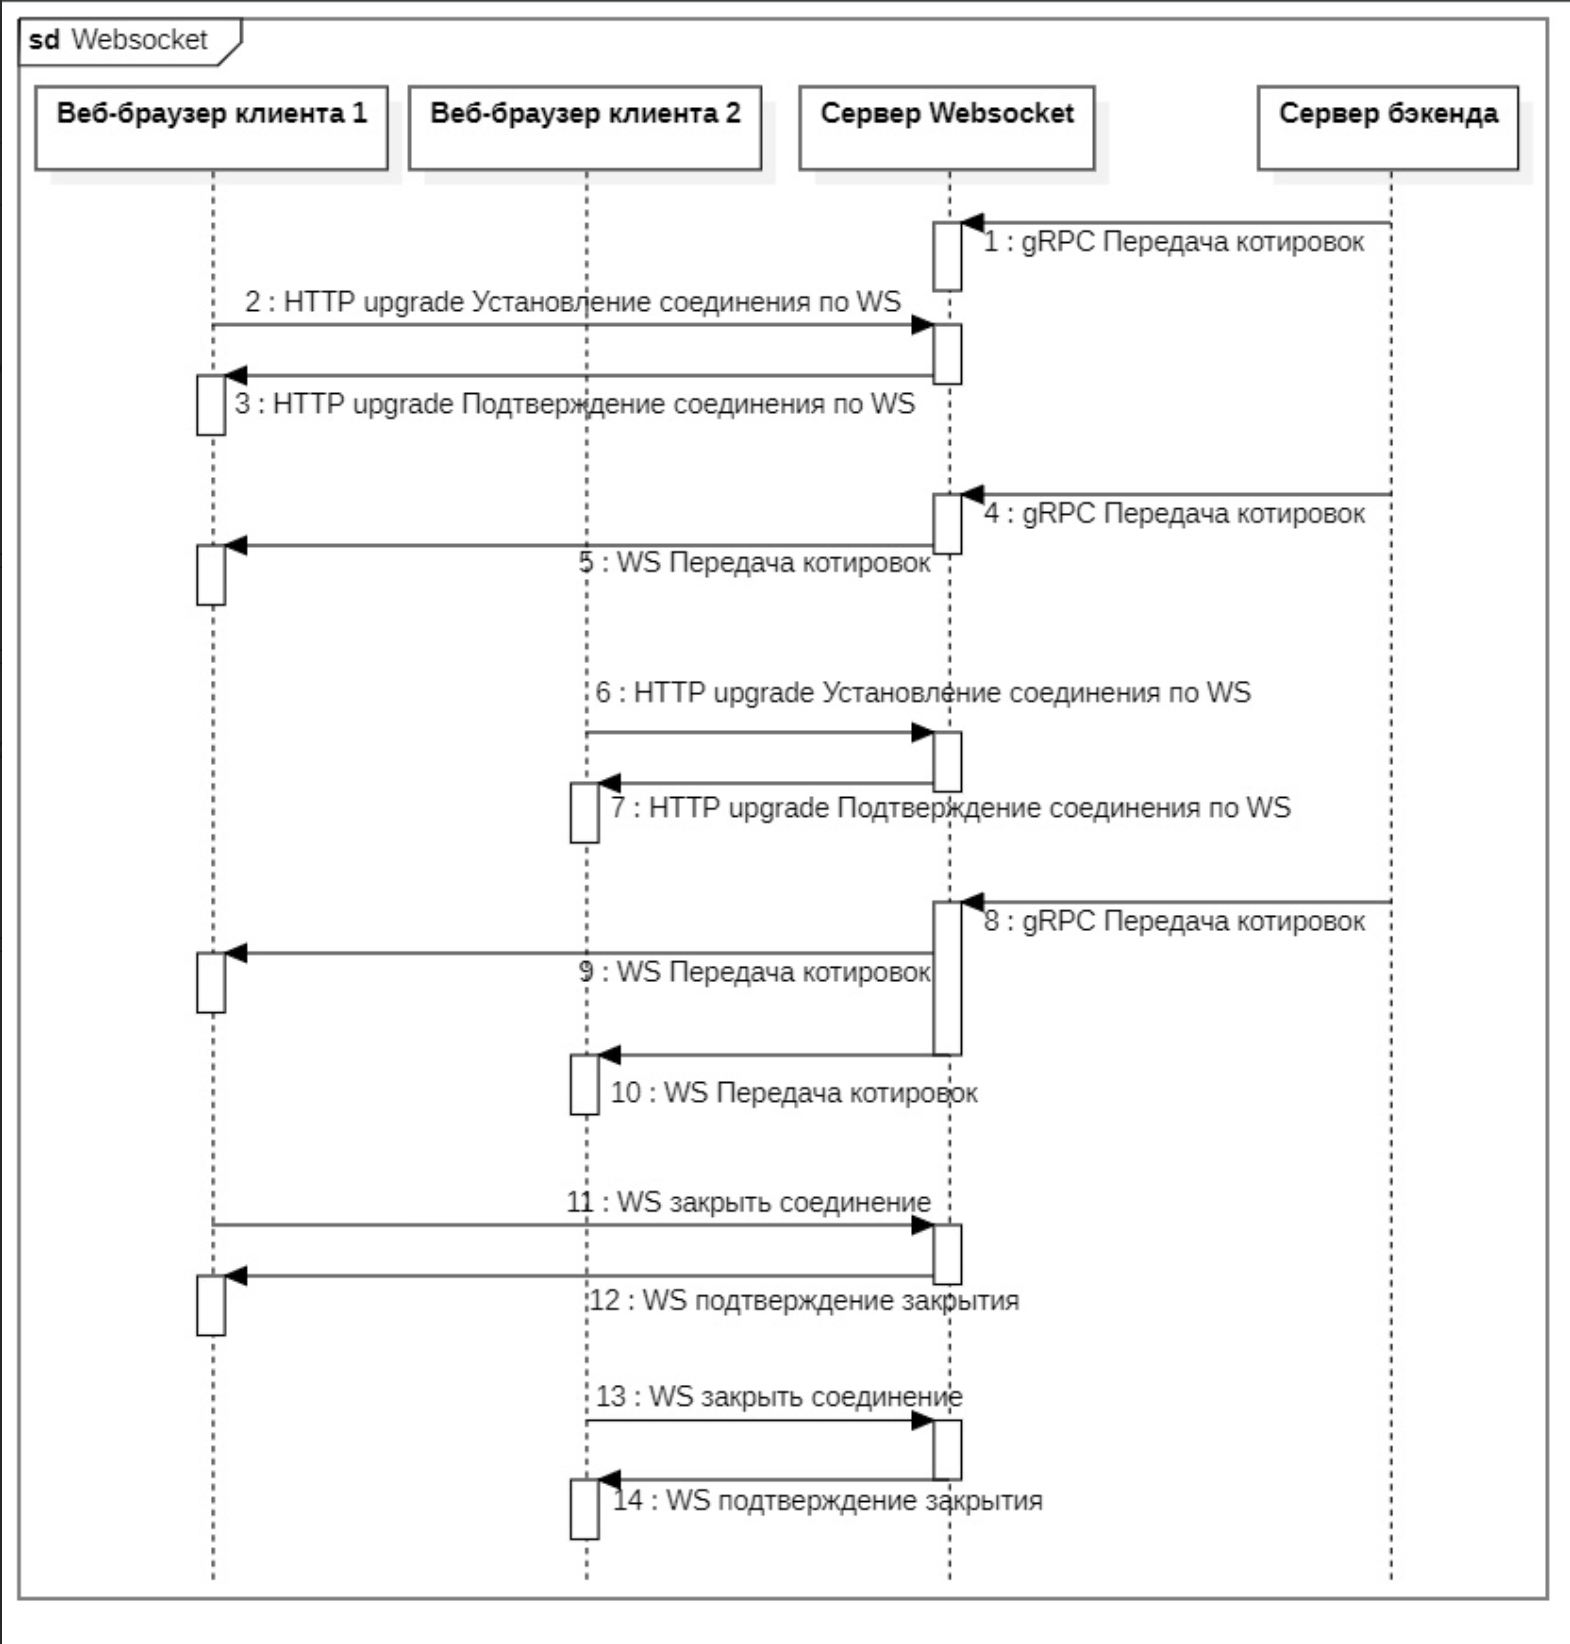 sd Websocket
Веб-браузер клиента 1
Веб-браузер клиента 2
Сервер Websocket
Сервер бэкенда
1 : gRPC Передача котировок
2 : HTTP upgrade Установление соединения по WS
3 : HTTP upgrade Подтверждение соединения по WS
4 : gRPC Передача котировок
5 : WS Передача котировок
6 : HTTP upgrade Установление соединения по WS
7 : HTTP upgrade Подтверждение соединения по WS
8 : gRPC Передача котировок
9 : WS Передача котировок
10 : WS Передача котировок
11 : WS закрыть соединение
12 : WS подтверждение закрытия
13 : WS закрыть соединение
14 : WS подтверждение закрытия